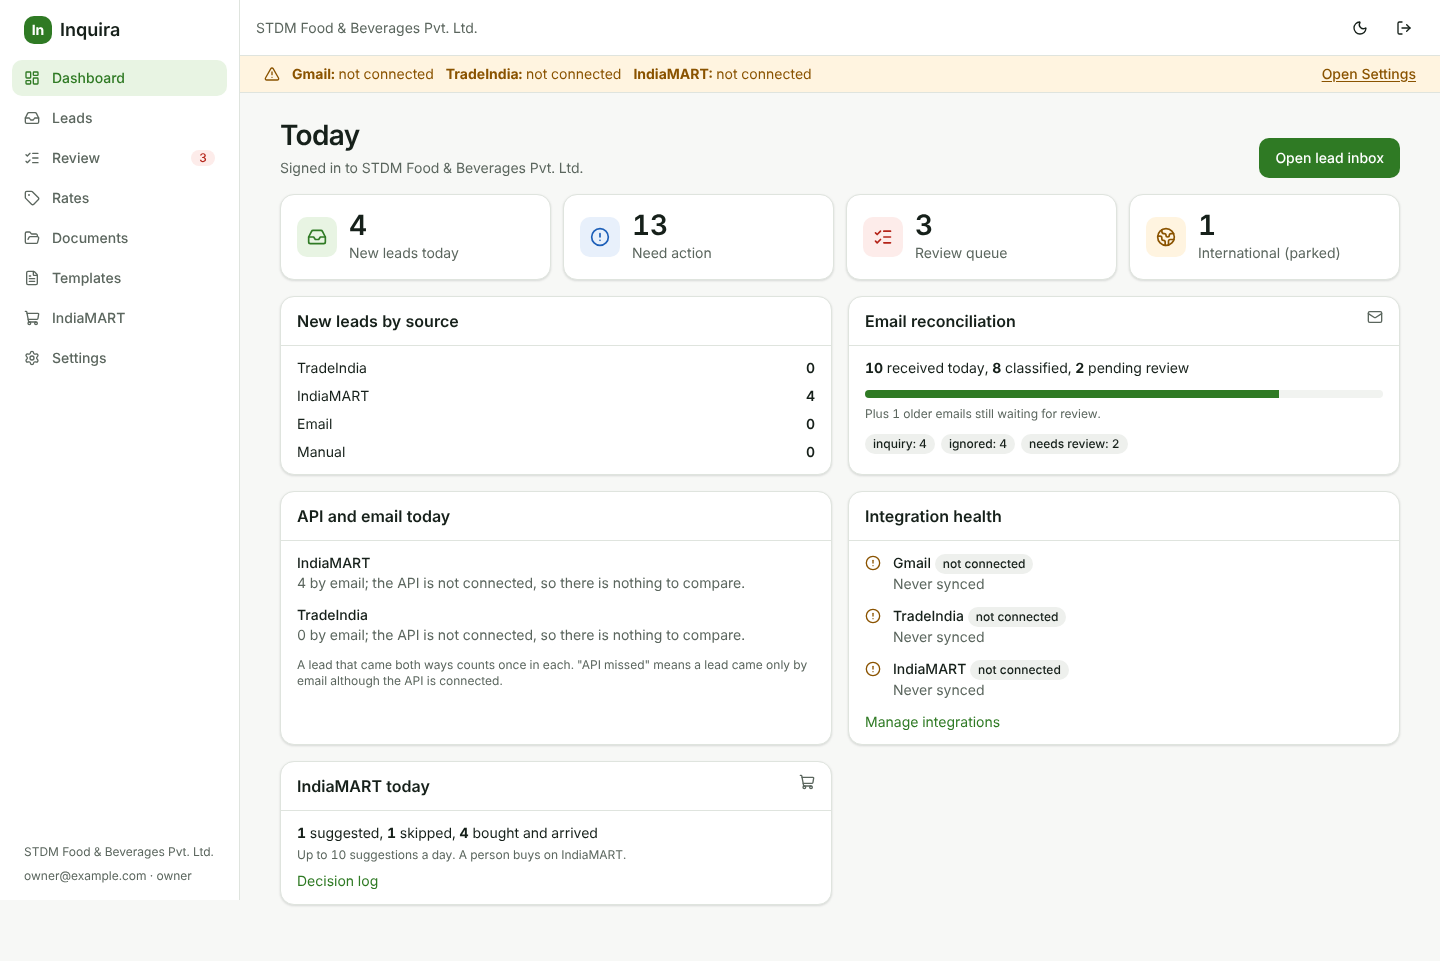 In Inquira
STDM Food & Beverages Pvt. Ltd.
Gmail: not connected TradeIndia: not connected IndiaMART: not connected Open Settings
Dashboard
Leads
Review 3
Rates
Documents
Templates
IndiaMART
Settings
STDM Food & Beverages Pvt. Ltd.
owner@example.com · owner
Today
Signed in to STDM Food & Beverages Pvt. Ltd.
Open lead inbox
4
New leads today
13
Need action
3
Review queue
1
International (parked)
New leads by source
TradeIndia 0
IndiaMART 4
Email 0
Manual 0
Email reconciliation
10 received today, 8 classified, 2 pending review
Plus 1 older emails still waiting for review.
inquiry: 4 ignored: 4 needs review: 2
API and email today
IndiaMART
4 by email; the API is not connected, so there is nothing to compare.
TradeIndia
0 by email; the API is not connected, so there is nothing to compare.
A lead that came both ways counts once in each. "API missed" means a lead came only by
email although the API is connected.
Integration health
Gmail not connected
Never synced
TradeIndia not connected
Never synced
IndiaMART not connected
Never synced
Manage integrations
IndiaMART today
1 suggested, 1 skipped, 4 bought and arrived
Up to 10 suggestions a day. A person buys on IndiaMART.
Decision log